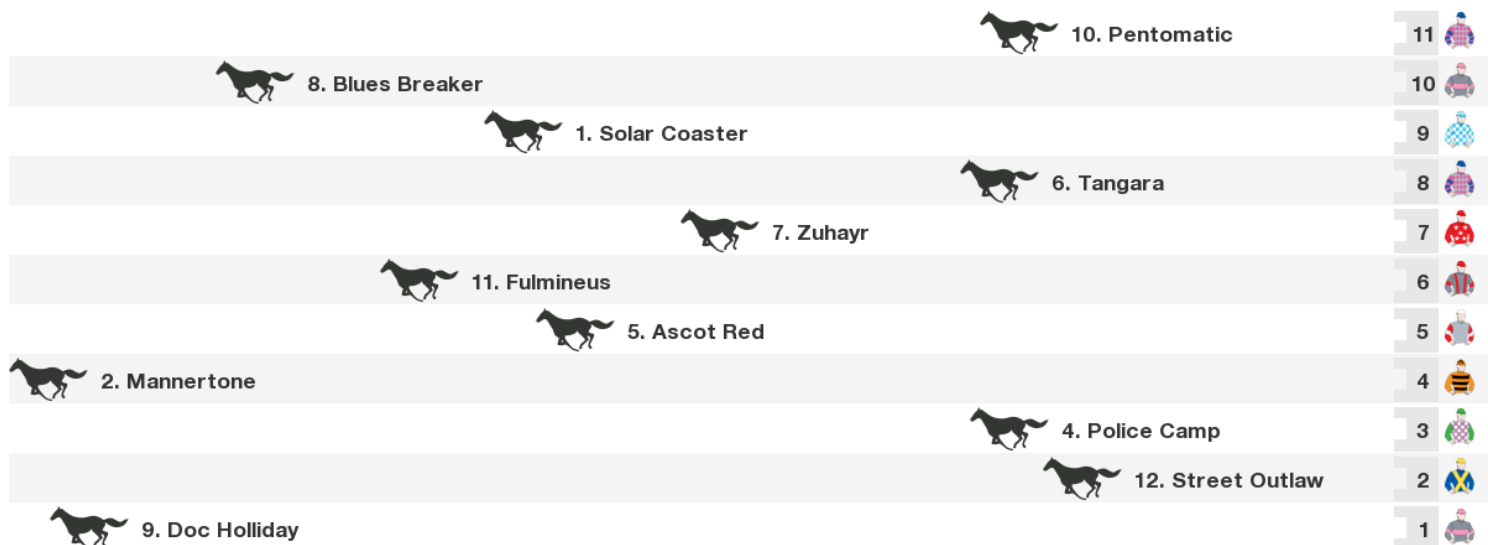 10. Pentomatic 11
8. Blues Breaker 10
1. Solar Coaster 9
6. Tangara 8
7. Zuhayr 7
11. Fulmineus 6
5. Ascot Red 5
2. Mannertone 4
4. Police Camp 3
12. Street Outlaw 2
9. Doc Holliday 1